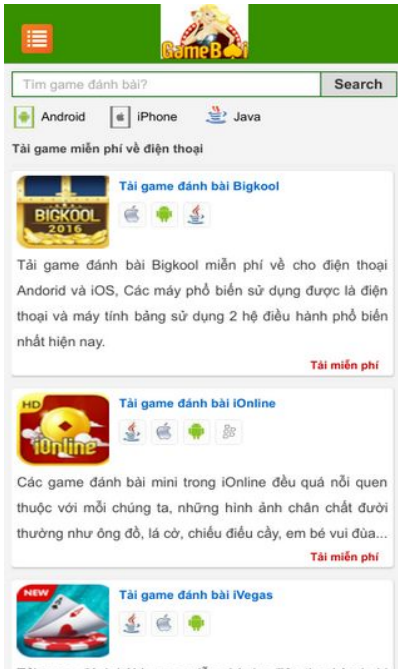 GameBài
Tìm game đánh bài?
Search
Android
iPhone
Java
Tải game miễn phí về điện thoại
BIGKOOL
2016
Tải game đánh bài Bigkool
Tải game đánh bài Bigkool miễn phí về cho điện thoại
Andorid và iOS, Các máy phổ biến sử dụng được là điện
thoại và máy tính bảng sử dụng 2 hệ điều hành phổ biến
nhất hiện nay.
Tải miễn phí
HD
iOnline
Tải game đánh bài iOnline
Các game đánh bài mini trong iOnline đều quá nỗi quen
thuộc với mỗi chúng ta, những hình ảnh chân chất đười
thường như ông đồ, lá cờ, chiếu điếu cầy, em bé vui đùa...
Tải miễn phí
NEW
Tải game đánh bài iVegas